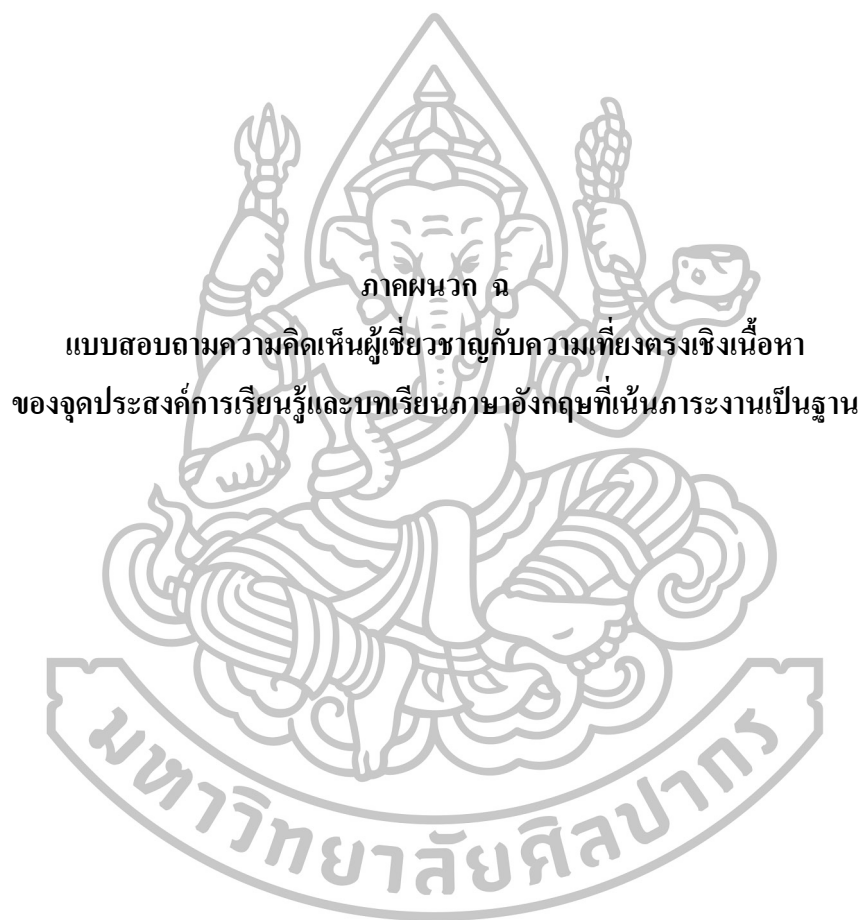 ภาคผนวก ฉ
แบบสอบถามความคิดเห็นผู้เชี่ยวชาญกับความเที่ยงตรงเชิงเนื้อหา
ของจุดประสงค์การเรียนรู้และบทเรียนภาษาอังกฤษที่เน้นภาระงานเป็นฐาน
มหาวิทยาลัยศิลปากร